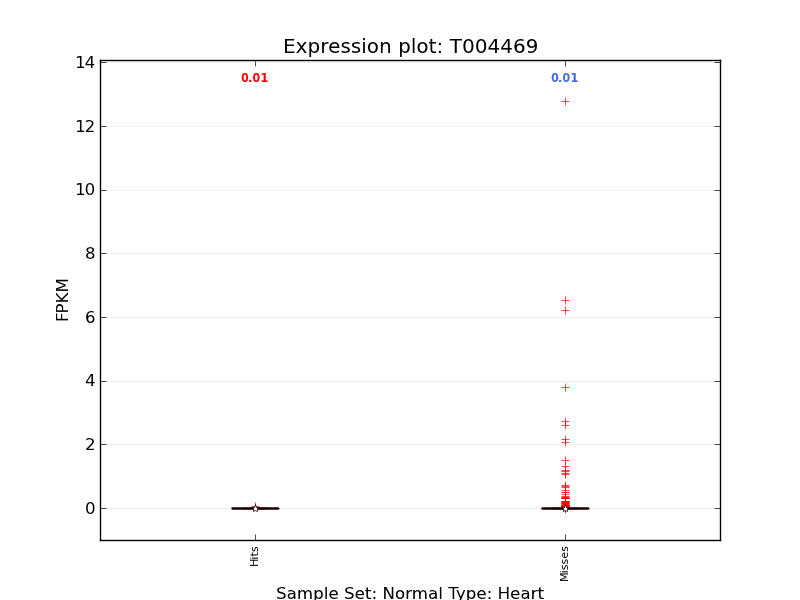 Expression plot: T004469
0.01
0.01
14
12
10
8
6
4
2
0
FPKM
Hits
Misses
Sample Set: Normal Type: Heart